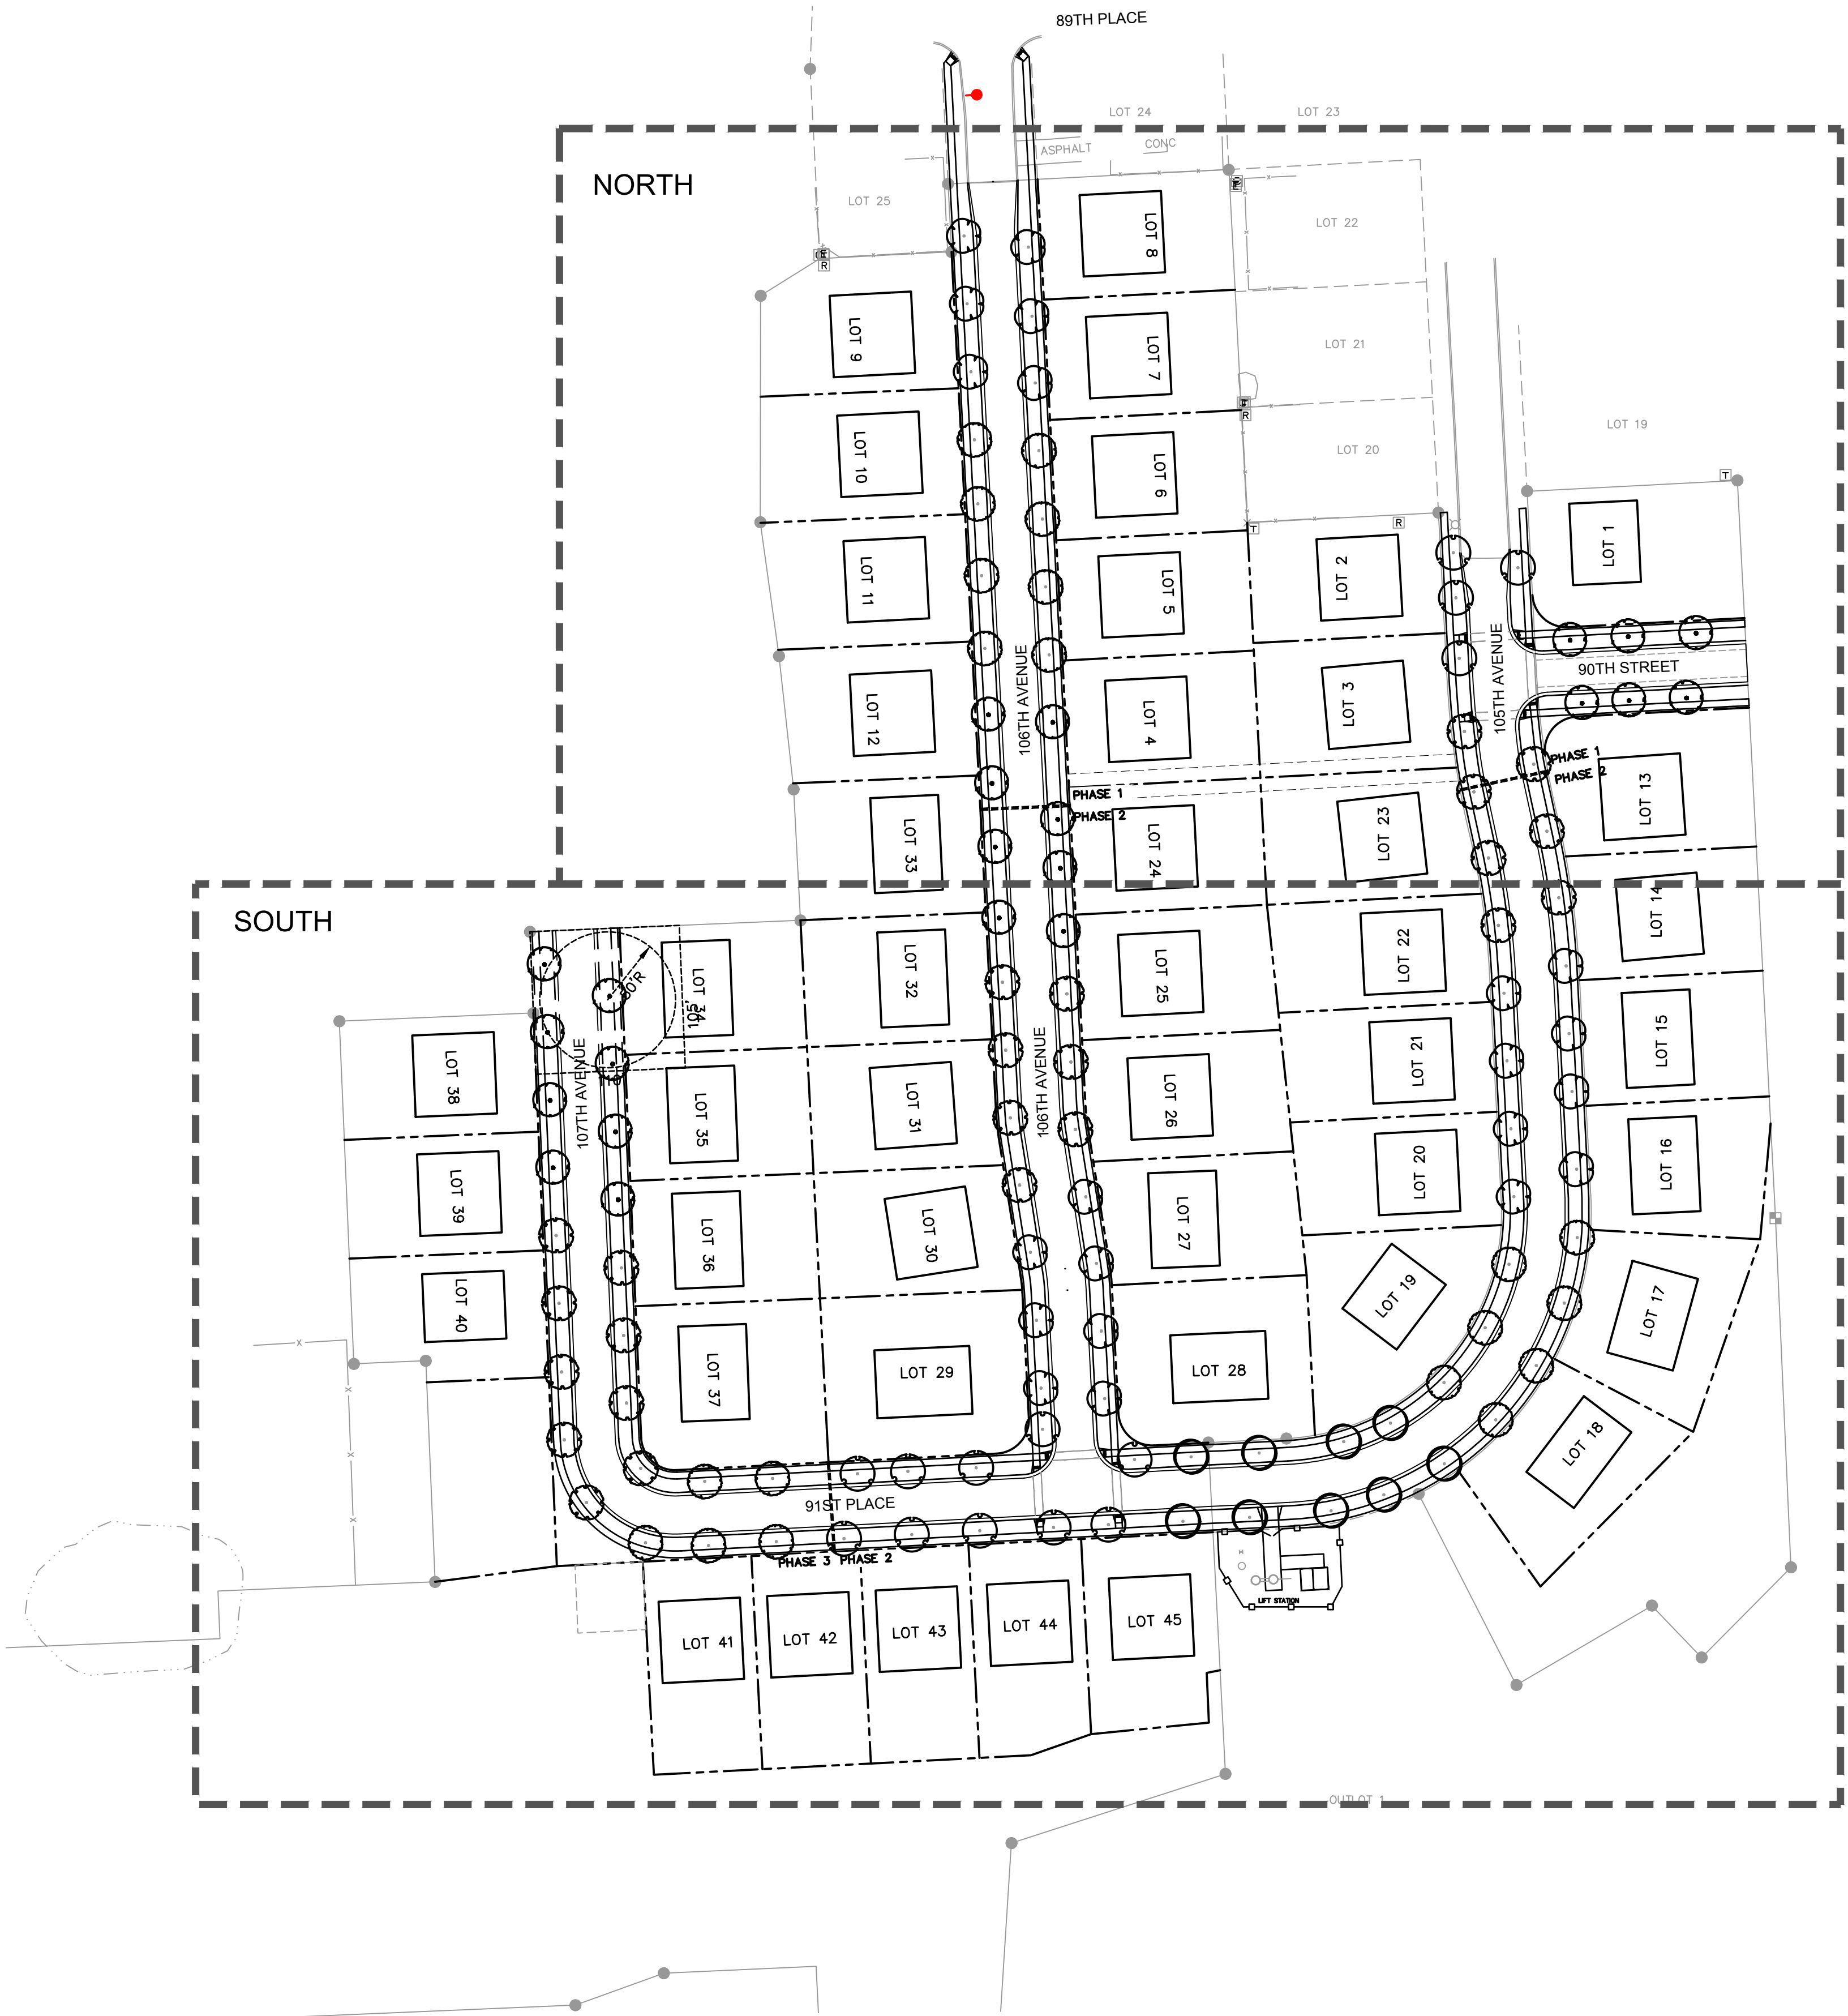 89TH PLACE
LOT 24
LOT 23
ASPHALT
CONC
NORTH
LOT 25
LOT 8
LOT 22
R
LOT 9
LOT 7
LOT 21
R
LOT 19
LOT 10
LOT 6
LOT 20
T
T
R
LOT 1
LOT 11
LOT 5
LOT 2
106TH AVENUE
105TH AVENUE
90TH STREET
LOT 12
LOT 4
LOT 3
PHASE 1
PHASE 2
PHASE 1
PHASE 2
LOT 13
LOT 33
LOT 24
LOT 23
SOUTH
LOT 14
LOT 34
50'R
105'
LOT 32
LOT 25
LOT 22
LOT 15
LOT 38
107TH AVENUE
LOT 35
LOT 31
106TH AVENUE
LOT 26
LOT 21
LOT 16
LOT 39
LOT 36
LOT 30
LOT 27
LOT 20
LOT 40
LOT 37
LOT 29
LOT 28
LOT 19
LOT 17
LOT 18
91ST PLACE
PHASE 3 PHASE 2
LIFT STATION
LOT 41
LOT 42
LOT 43
LOT 44
LOT 45
OUTLOT 1